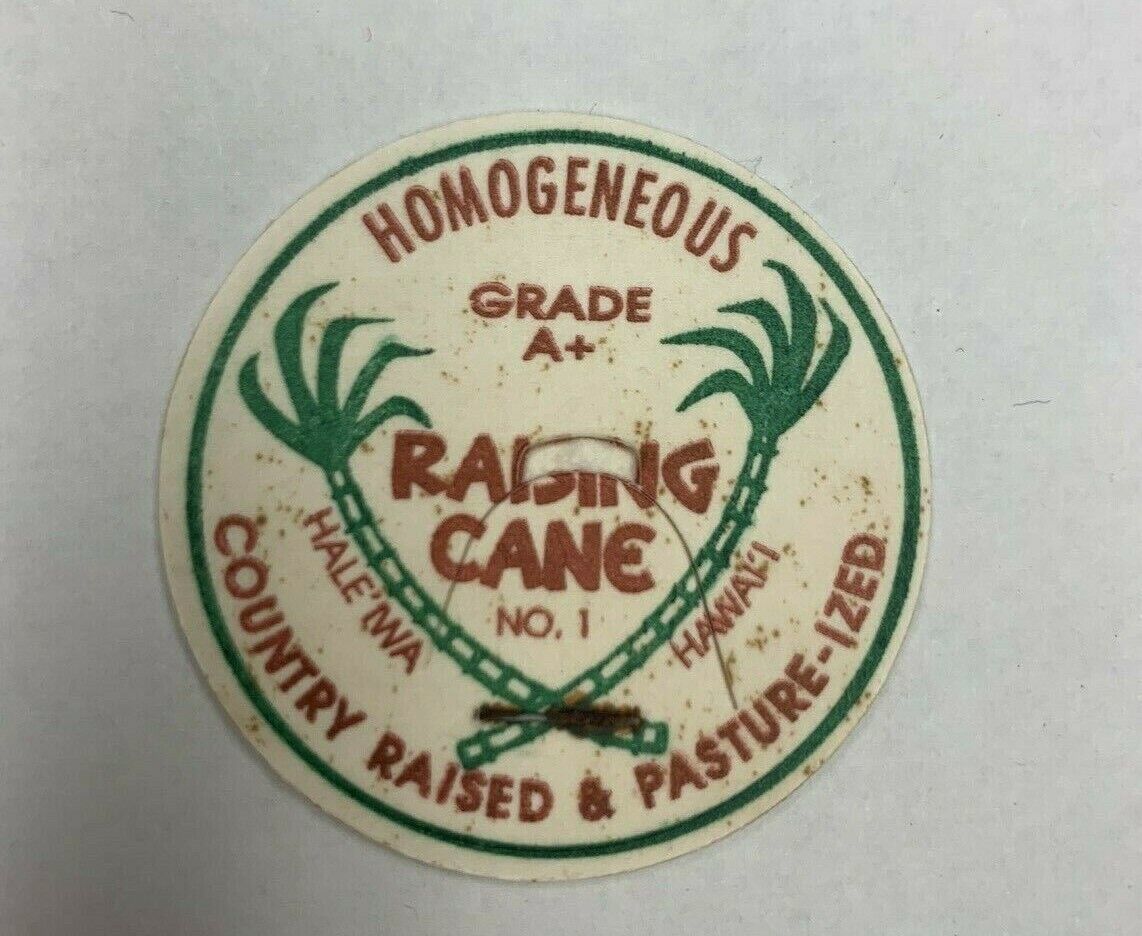 HOMOGENEOUS
GRADE
A+
RAISING
CANE
NO. 1
HALE'IWA
HAWAI'I
COUNTRY RAISED & PASTURE-IZED